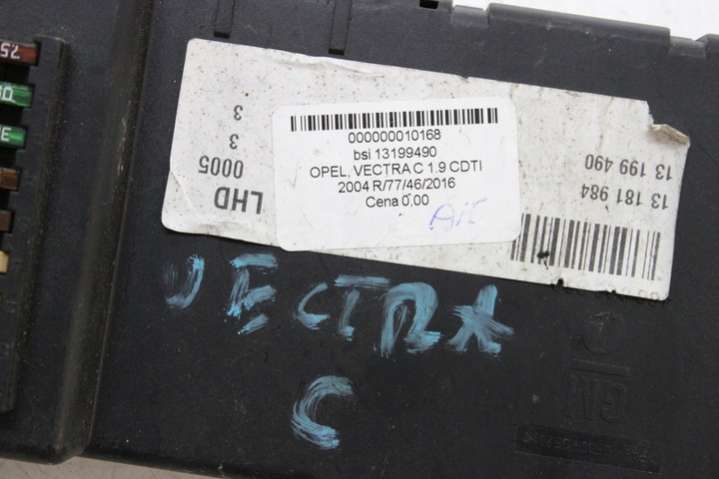 000000010168
bsi 13199490
OPEL, VECTRA C 1.9 CDTI
2004 R/77/46/2016
Cena 0.00
LHD
0005
3
3
13 181 984
13 199 490
VECTRA
C